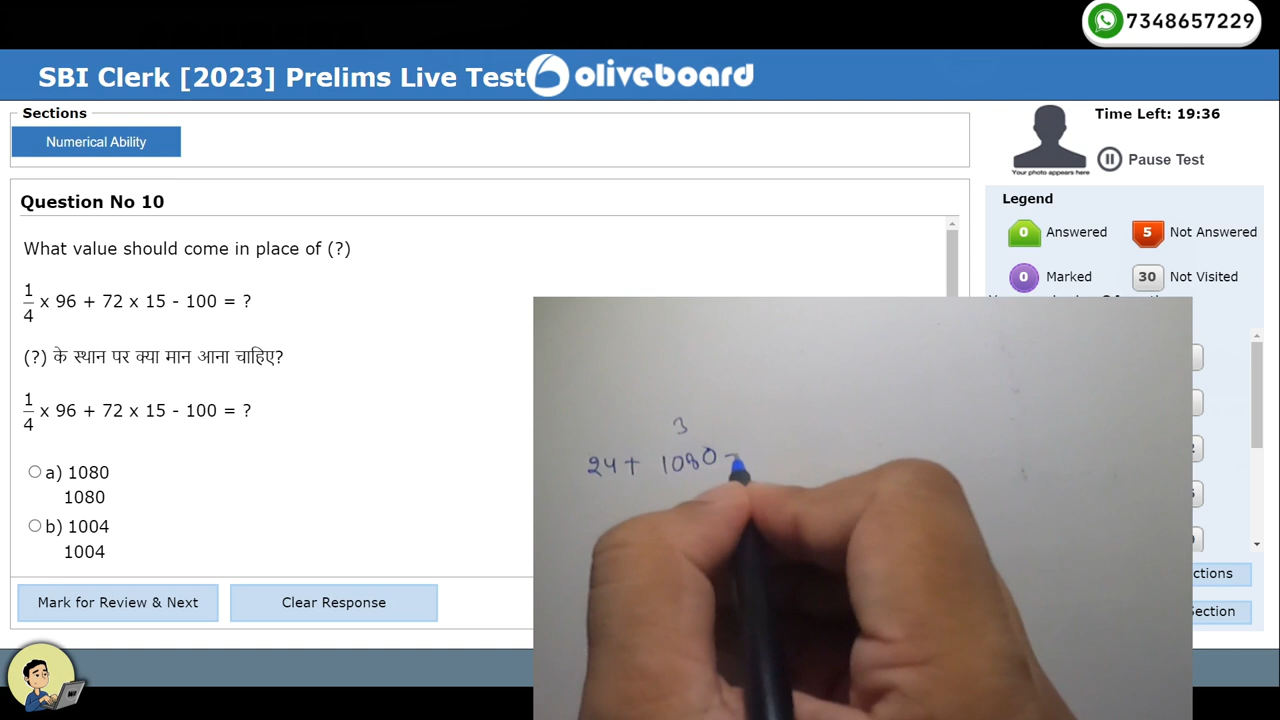 7348657229
SBI Clerk [2023] Prelims Live Test oliveboard
Sections
Numerical Ability
Time Left: 19:36
Pause Test
Your photo appears here
Question No 10
Legend
0 Answered 5 Not Answered
0 Marked 30 Not Visited
What value should come in place of (?)
1/4 x 96 + 72 x 15 - 100 = ?
(?) के स्थान पर क्या मान आना चाहिए?
1/4 x 96 + 72 x 15 - 100 = ?
a) 1080
1080
b) 1004
1004
3
24 + 1080 -
Mark for Review & Next Clear Response